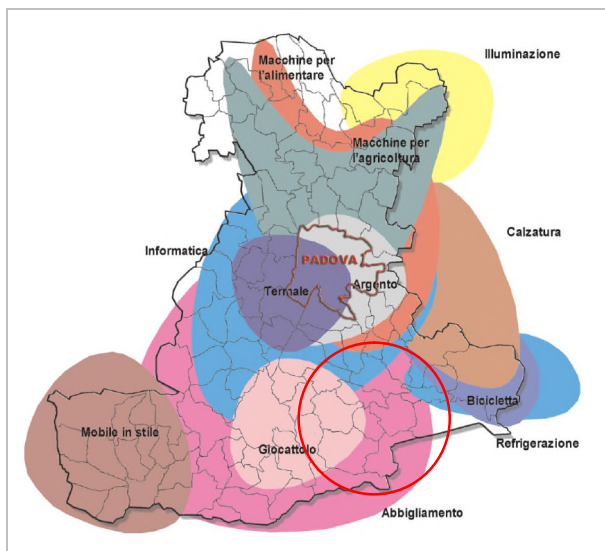 Illuminazione
Macchine per
l'alimentare
Macchine per
l'agricoltura
Calzatura
Informatica
PADOVA
Termale
Argento
Bicicletta
Mobile in stile
Giocattolo
Refrigerazione
Abbigliamento